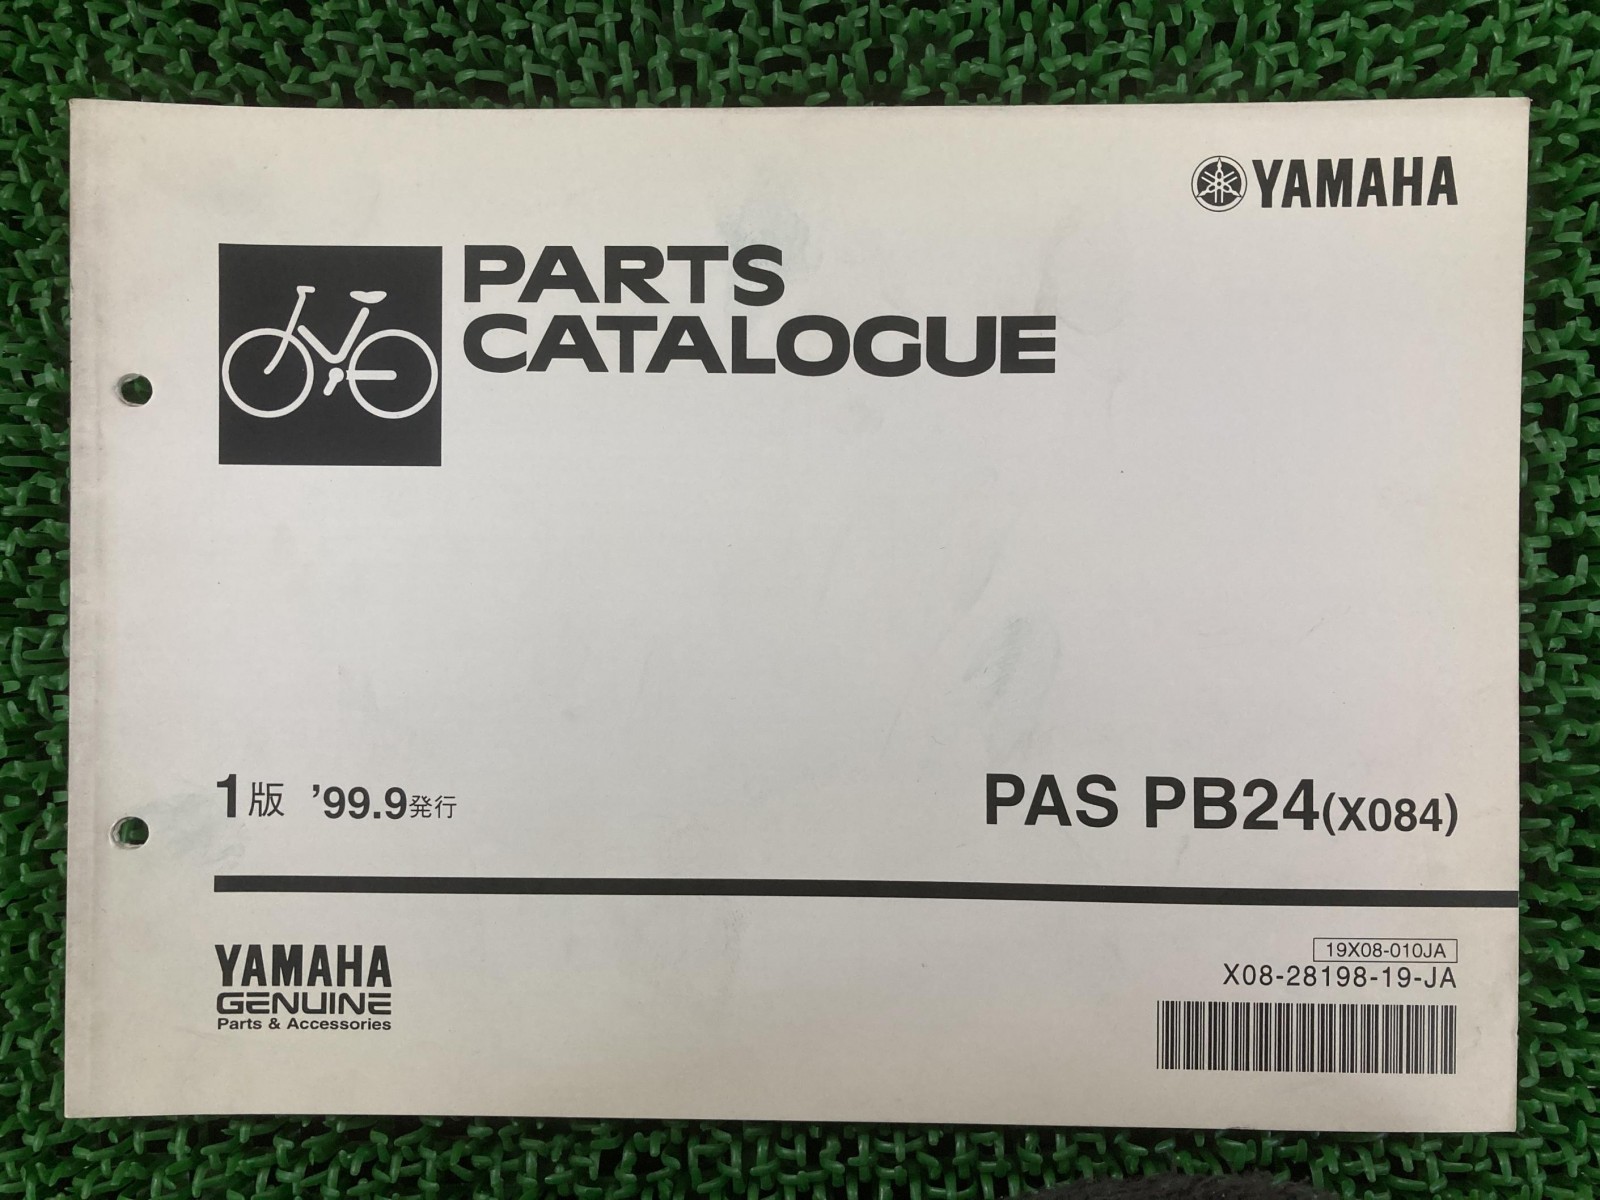 YAMAHA
PARTS
CATALOGUE
1版 ’99.9発行
PAS PB24(X084)
19X08-010JA
X08-28198-19-JA
YAMAHA
GENUINE
Parts & Accessories